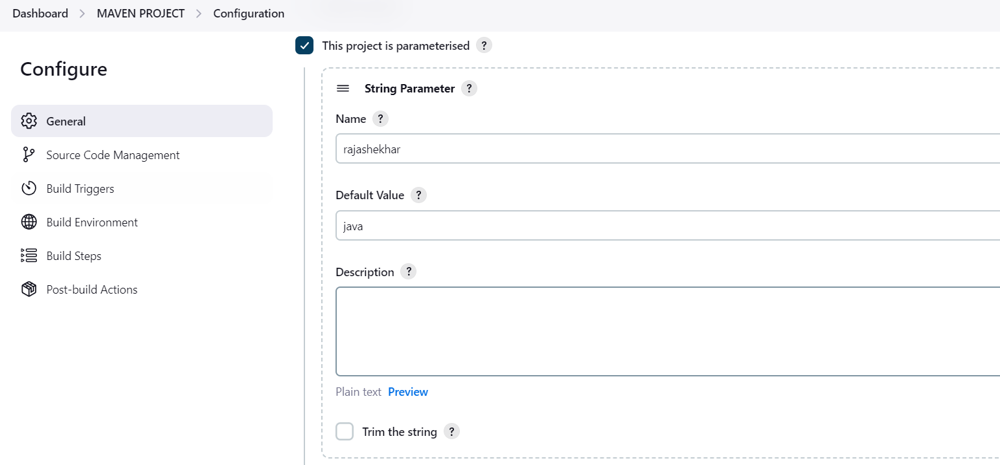 Dashboard > MAVEN PROJECT > Configuration
Configure
General
Source Code Management
Build Triggers
Build Environment
Build Steps
Post-build Actions
This project is parameterised ?
String Parameter ?
Name ?
rajashekhar
Default Value ?
java
Description ?
Plain text Preview
Trim the string ?